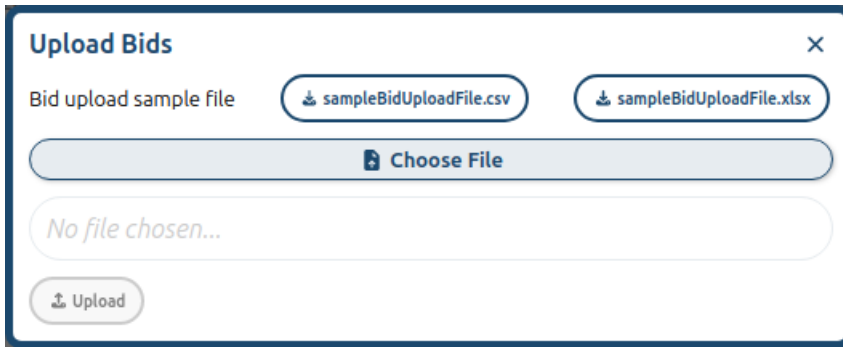 Upload Bids
Bid upload sample file sampleBidUploadFile.csv sampleBidUploadFile.xlsx
Choose File
No file chosen...
Upload